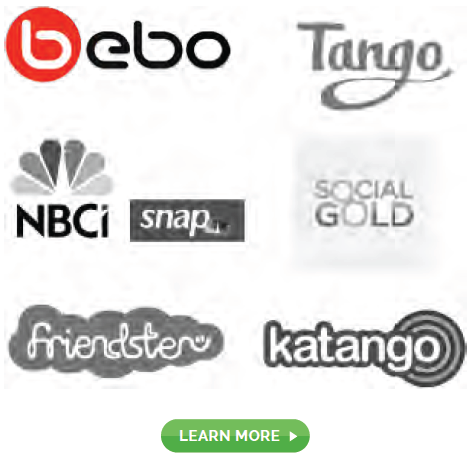 bebo
Tango
NBCi
snap
SOCIAL
GOLD
friendster
katango
LEARN MORE